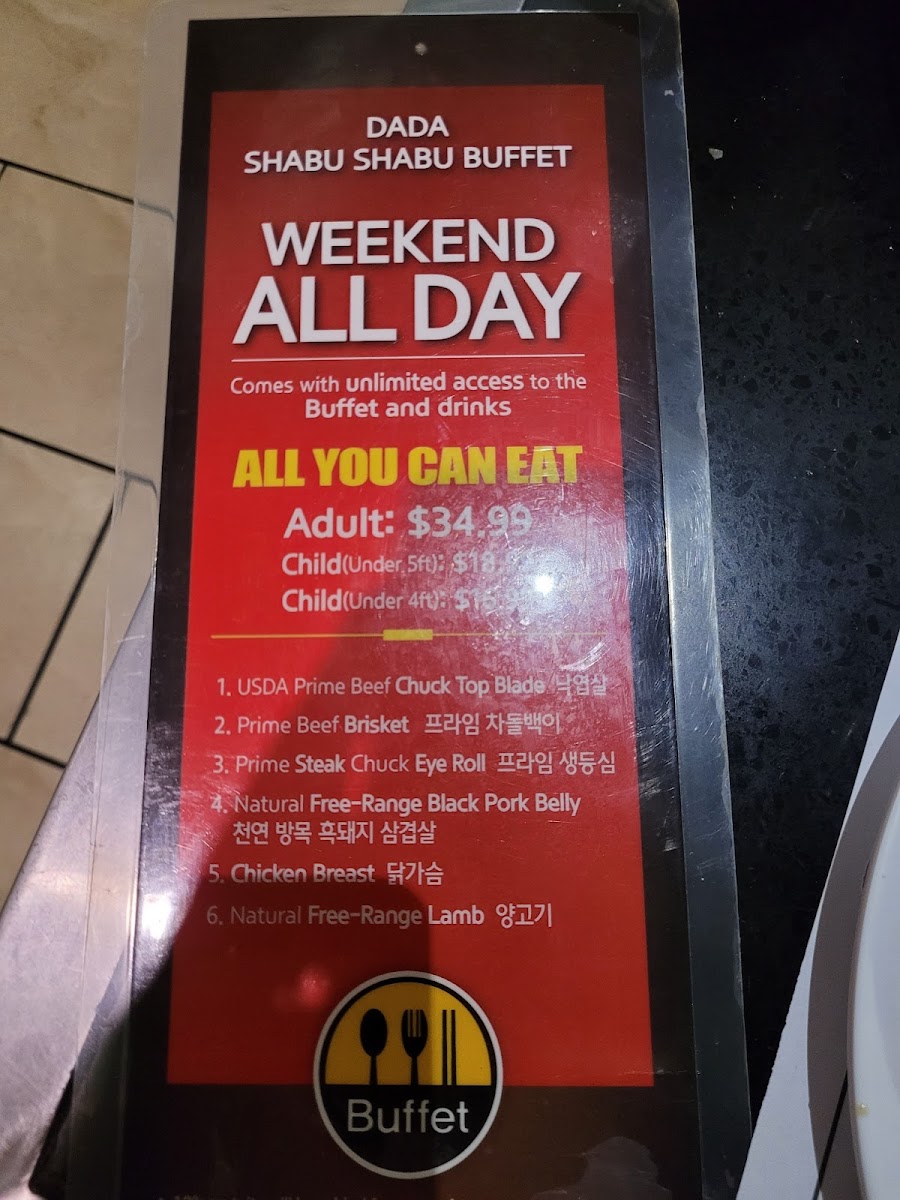 DADA
SHABU SHABU BUFFET
WEEKEND
ALL DAY
Comes with unlimited access to the
Buffet and drinks
ALL YOU CAN EAT
Adult: $34.99
Child(Under 5ft):
Child(Under 4ft):
1. USDA Prime Beef Chuck Top Blade 낙엽살
2. Prime Beef Brisket 프라임 차돌백이
3. Prime Steak Chuck Eye Roll 프라임 생등심
4. Natural Free-Range Black Pork Belly
천연 방목 흑돼지 삼겹살
5. Chicken Breast 닭가슴
6. Natural Free-Range Lamb 양고기
Buffet